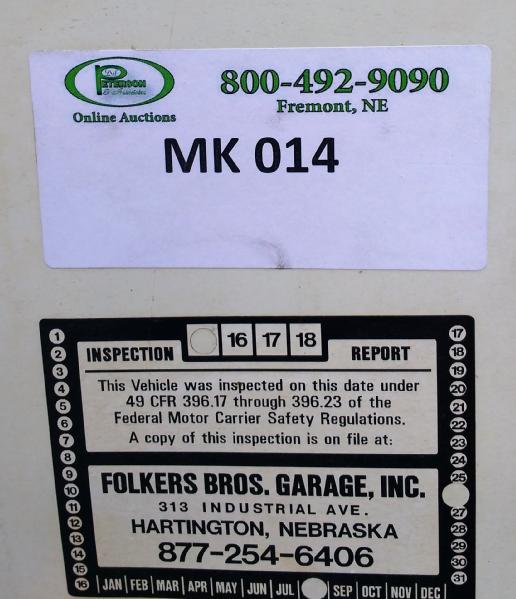 Peterson
& Associates
Online Auctions
800-492-9090
Fremont, NE
MK 014
INSPECTION
16 17 18
REPORT
This Vehicle was inspected on this date under
49 CFR 396.17 through 396.23 of the
Federal Motor Carrier Safety Regulations.
A copy of this inspection is on file at:
FOLKERS BROS. GARAGE, INC.
313 INDUSTRIAL AVE.
HARTINGTON, NEBRASKA
877-254-6406
1
2
3
4
5
6
7
8
9
10
11
12
13
14
15
16
JAN FEB MAR APR MAY JUN JUL SEP OCT NOV DEC
17
18
19
20
21
22
23
24
25
27
28
29
30
31